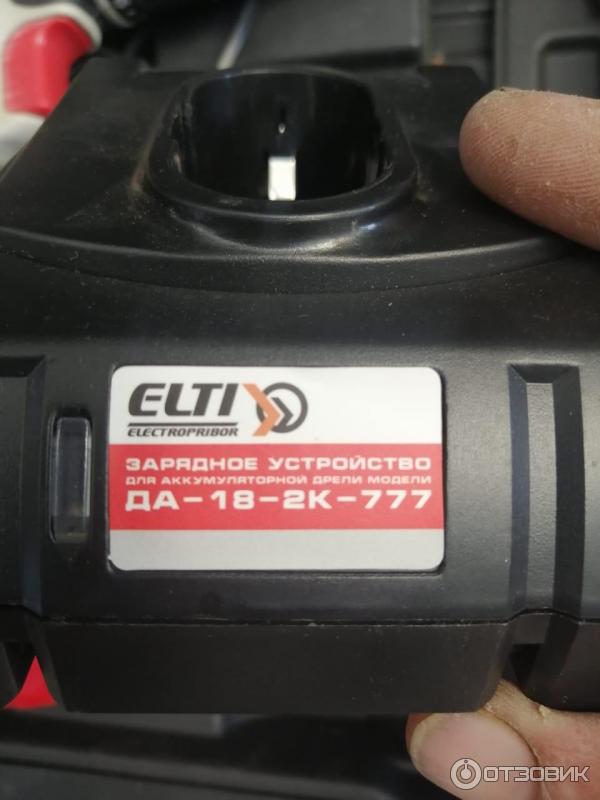 ELTI
ELECTROPRIBOR
ЗАРЯДНОЕ УСТРОЙСТВО
ДЛЯ АККУМУЛЯТОРНОЙ ДРЕЛИ МОДЕЛИ
ДА-18-2К-777
ОТЗОВИК